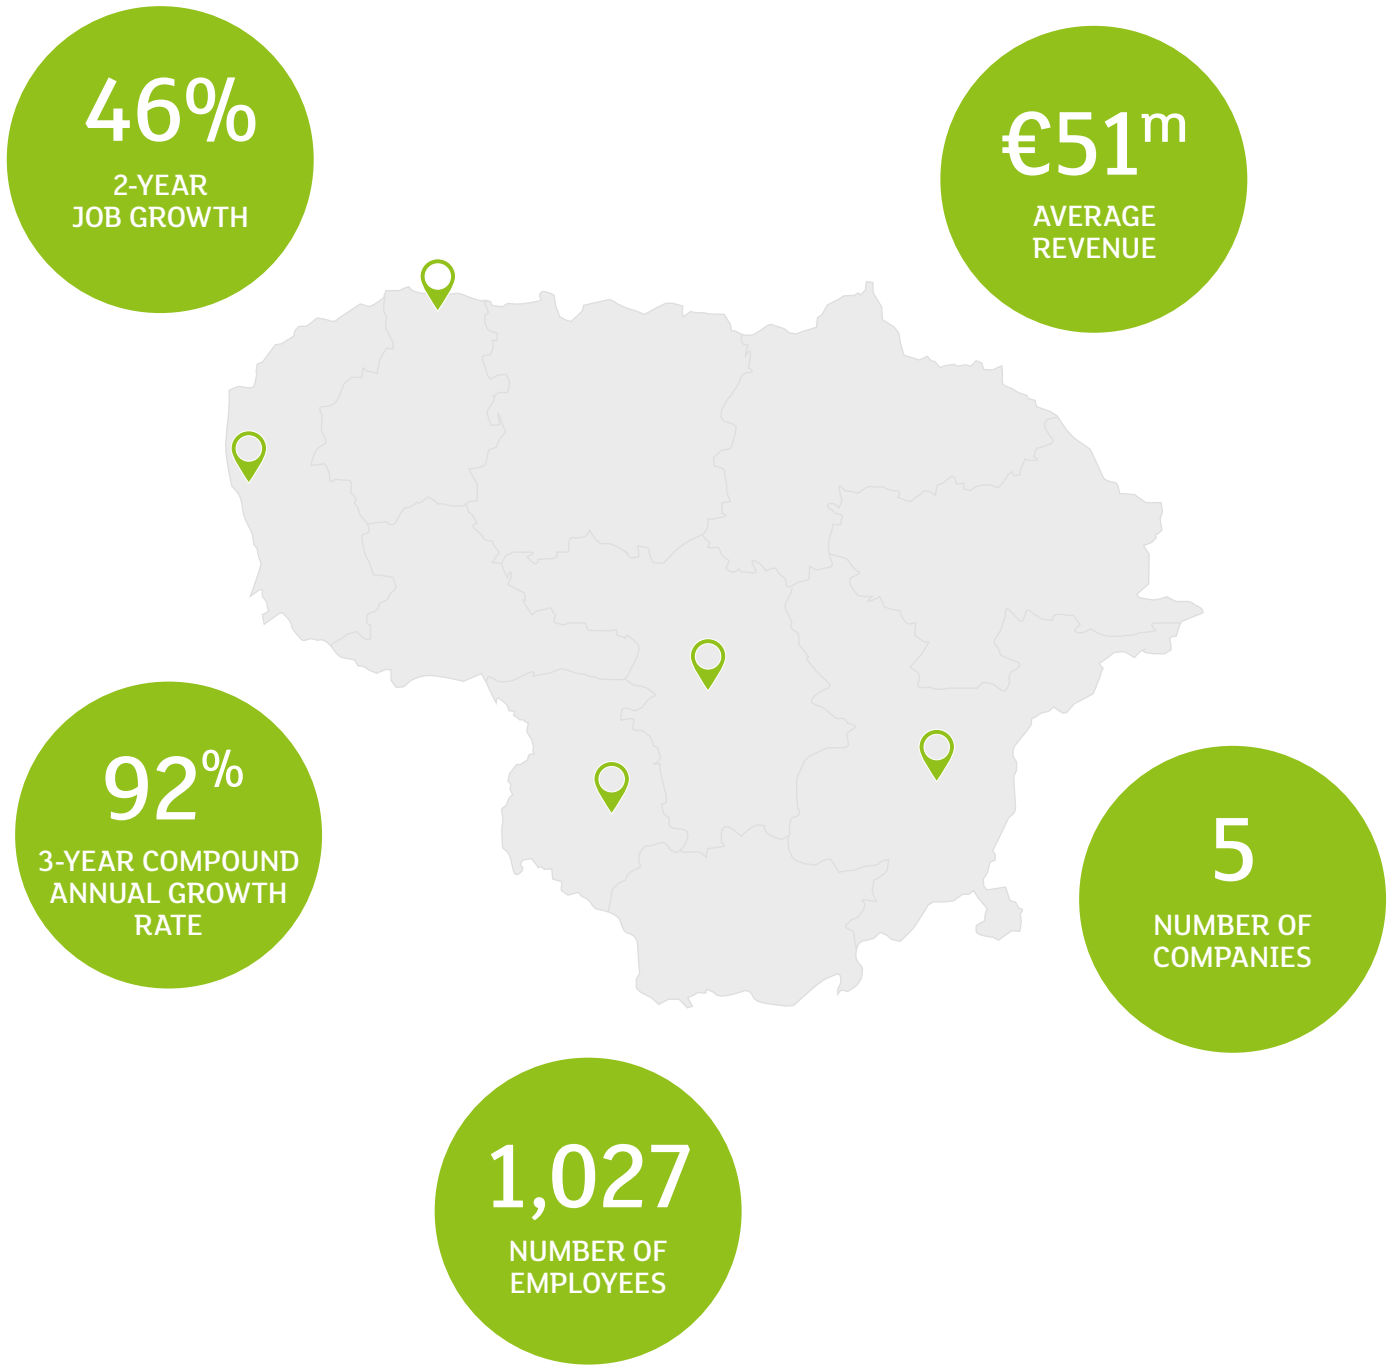 46%
2-YEAR
JOB GROWTH
€51m
AVERAGE
REVENUE
92%
3-YEAR COMPOUND
ANNUAL GROWTH
RATE
5
NUMBER OF
COMPANIES
1,027
NUMBER OF
EMPLOYEES